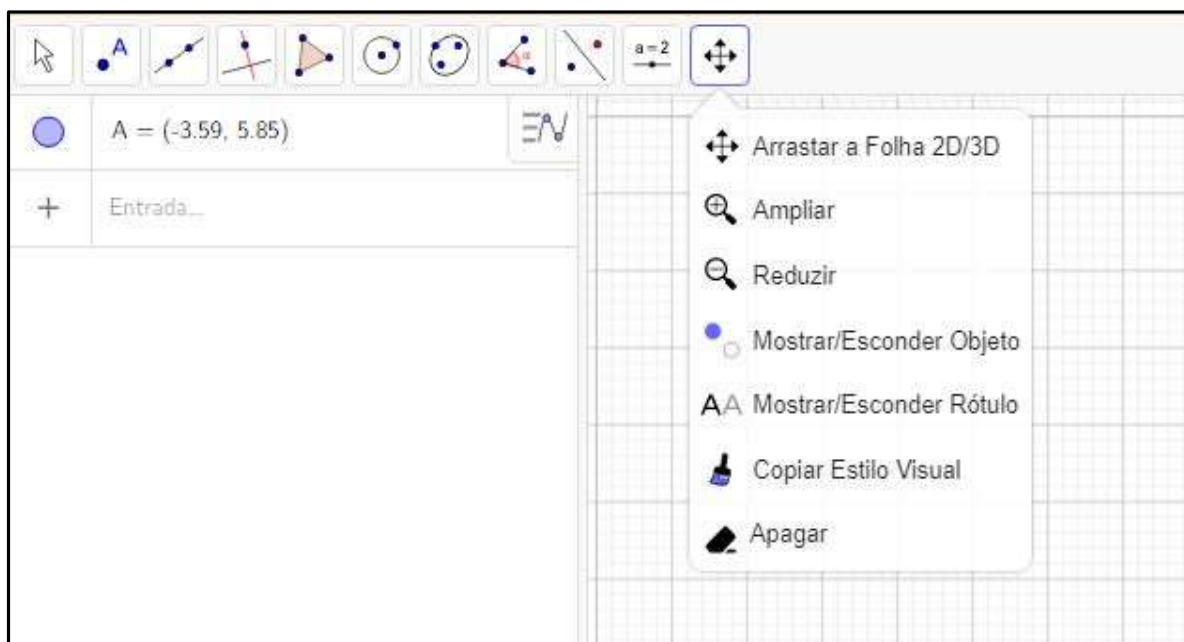 A
α
a = 2
A = (-3.59, 5.85)
Entrada...
Arrastar a Folha 2D/3D
Ampliar
Reduzir
Mostrar/Esconder Objeto
AA Mostrar/Esconder Rótulo
Copiar Estilo Visual
Apagar